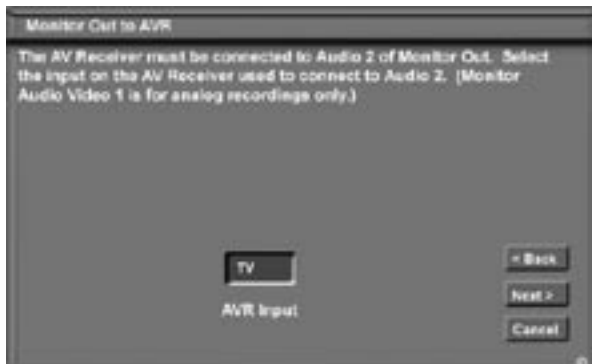 Monitor Out to AVR
The AV Receiver must be connected to Audio 2 of Monitor Out. Select
the input on the AV Receiver used to connect to Audio 2. (Monitor
Audio Video 1 is for analog recordings only.)
TV
AVR Input
< Back
Next >
Cancel